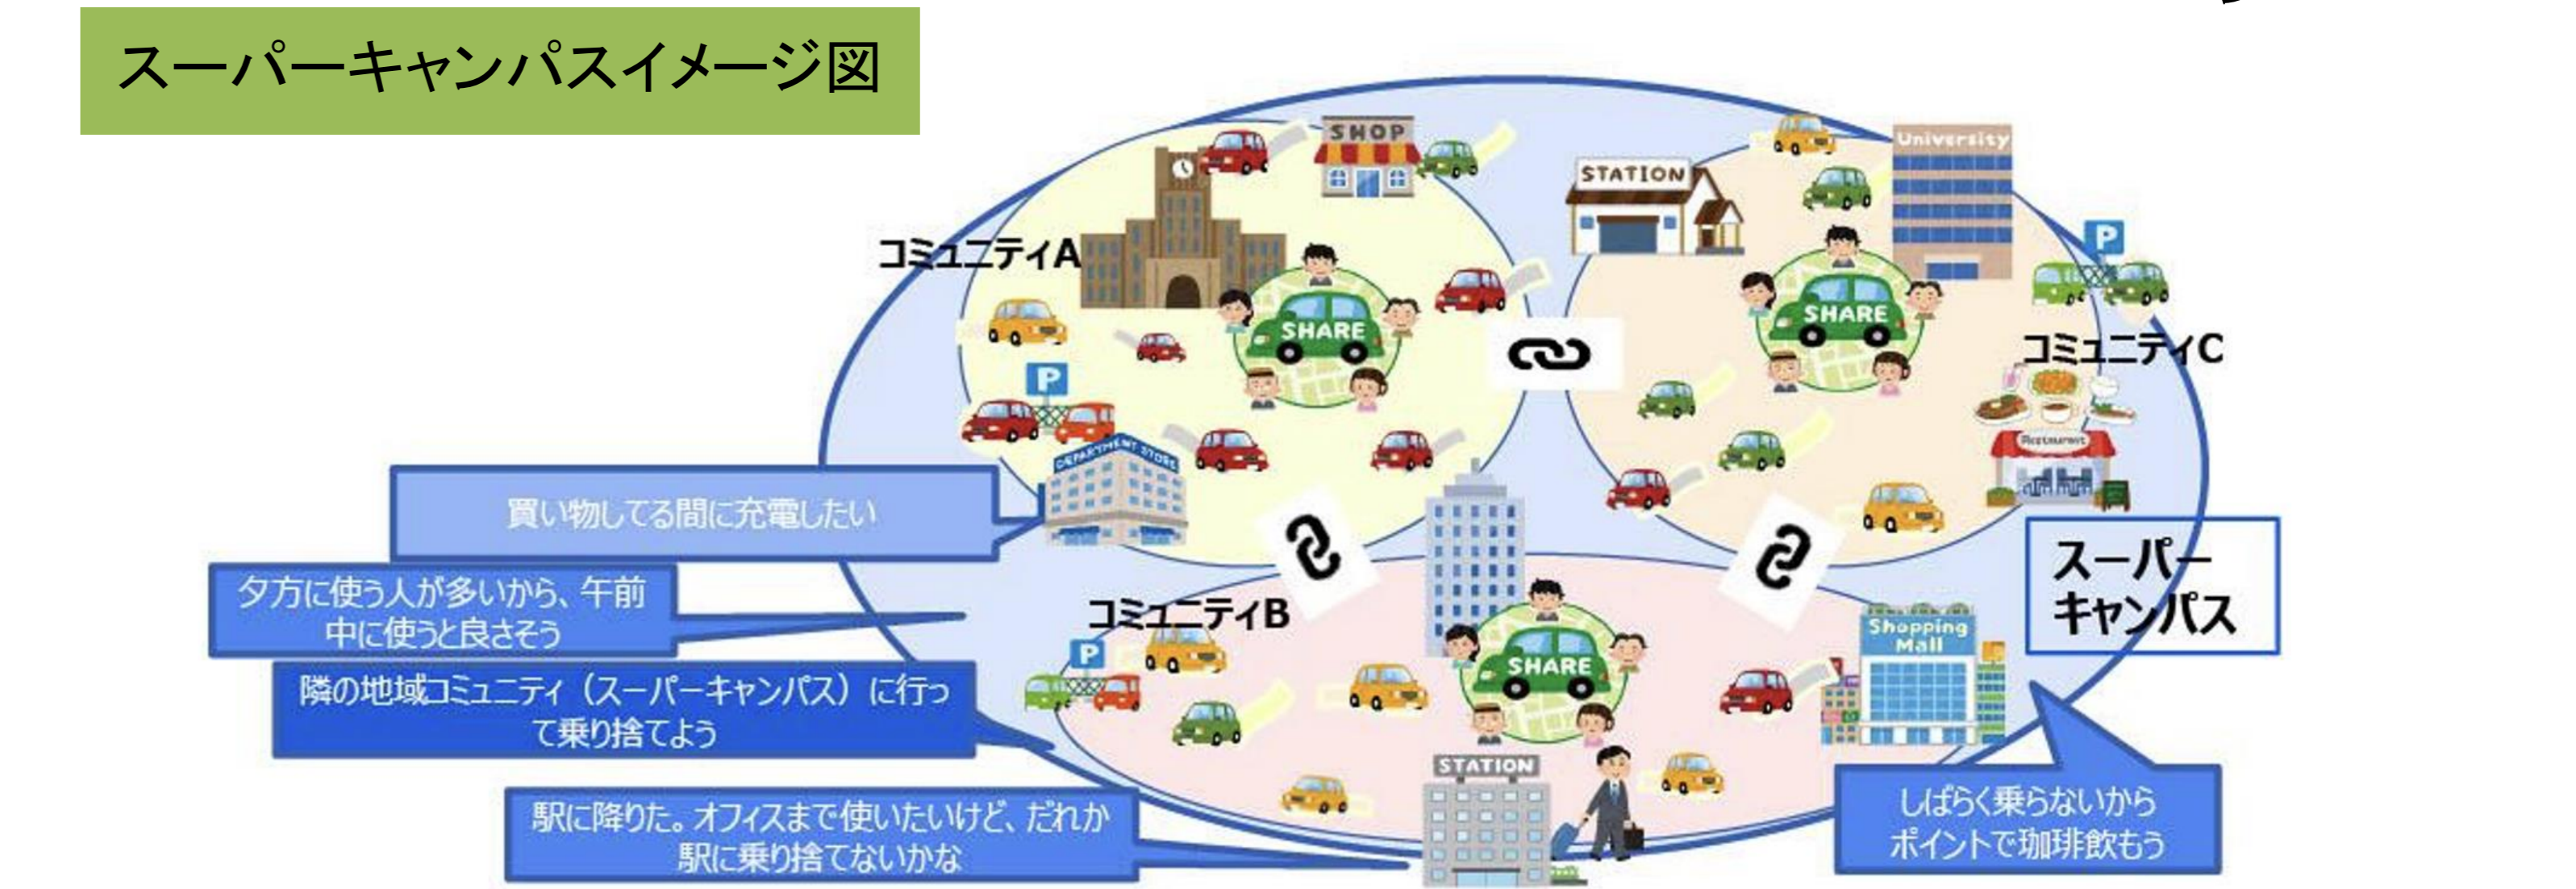 スーパーキャンパスイメージ図
SHOP
University
STATION
P
コミュニティA
SHARE
SHARE
コミュニティC
P
Restaurant
DEPARTMENT STORE
買い物してる間に充電したい
スーパー
キャンパス
夕方に使う人が多いから、午前
中に使うと良さそう
コミュニティB
P
Shopping
Mall
SHARE
隣の地域コミュニティ（スーパーキャンパス）に行っ
て乗り捨てよう
STATION
駅に降りた。オフィスまで使いたいけど、だれか
駅に乗り捨てないかな
しばらく乗らないから
ポイントで珈琲飲もう